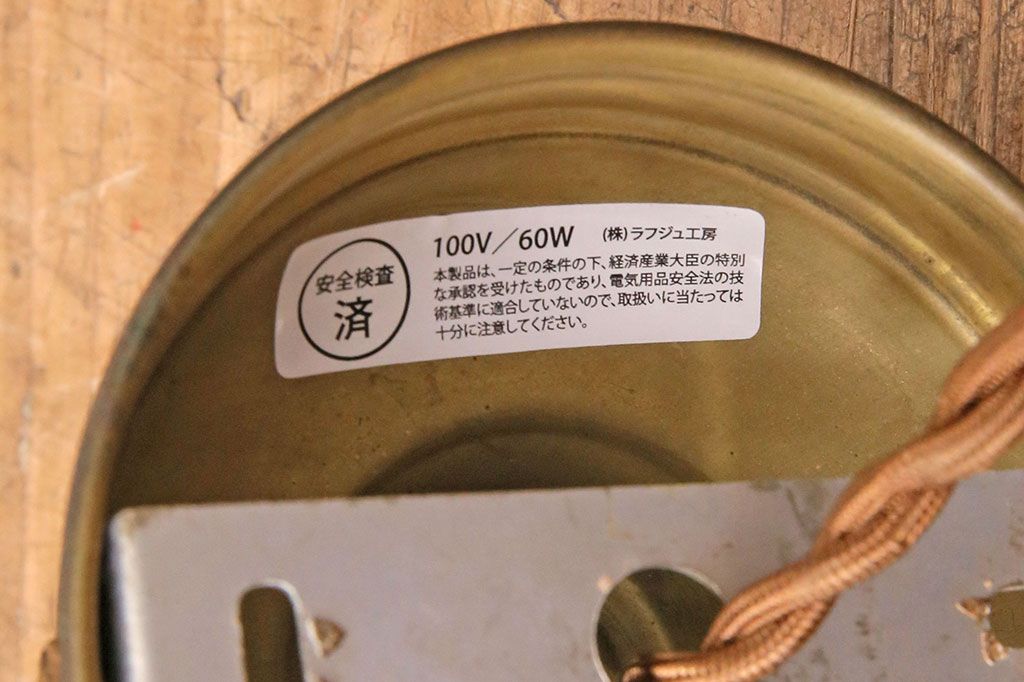 安全検査
済
100V／60W (株)ラフジュ工房
本製品は、一定の条件の下、経済産業大臣の特別
な承認を受けたものであり、電気用品安全法の技
術基準に適合していないので、取扱いに当たっては
十分に注意してください。